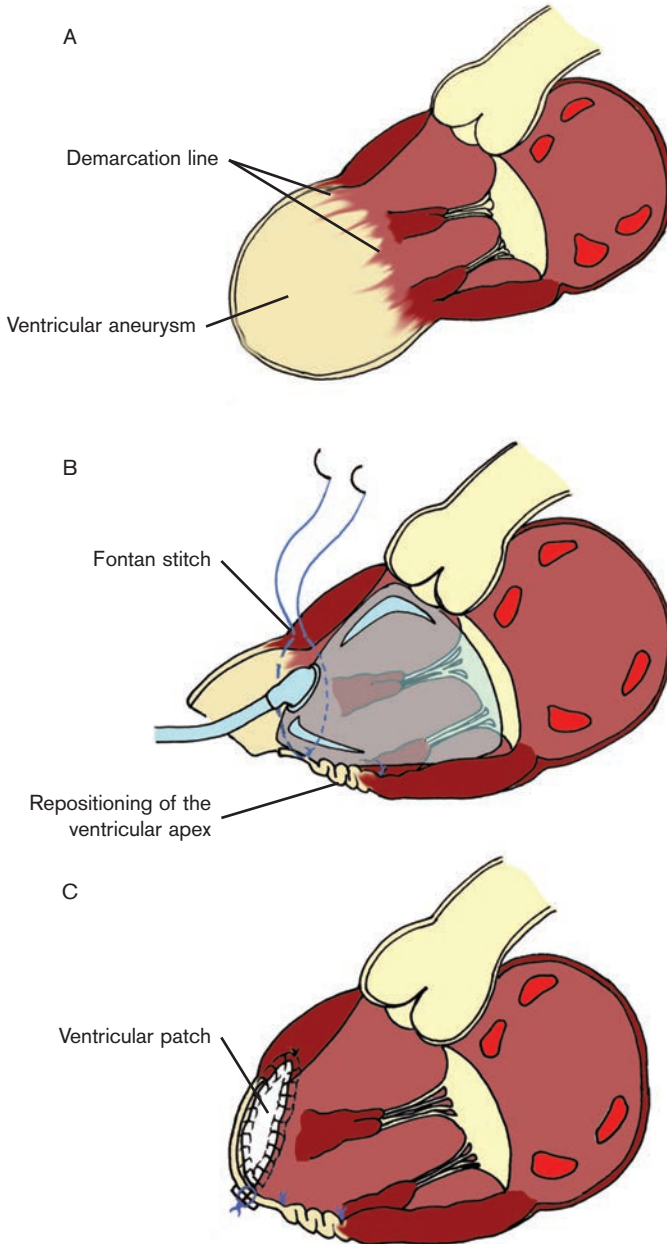 A
Demarcation line
Ventricular aneurysm
B
Fontan stitch
Repositioning of the
ventricular apex
C
Ventricular patch